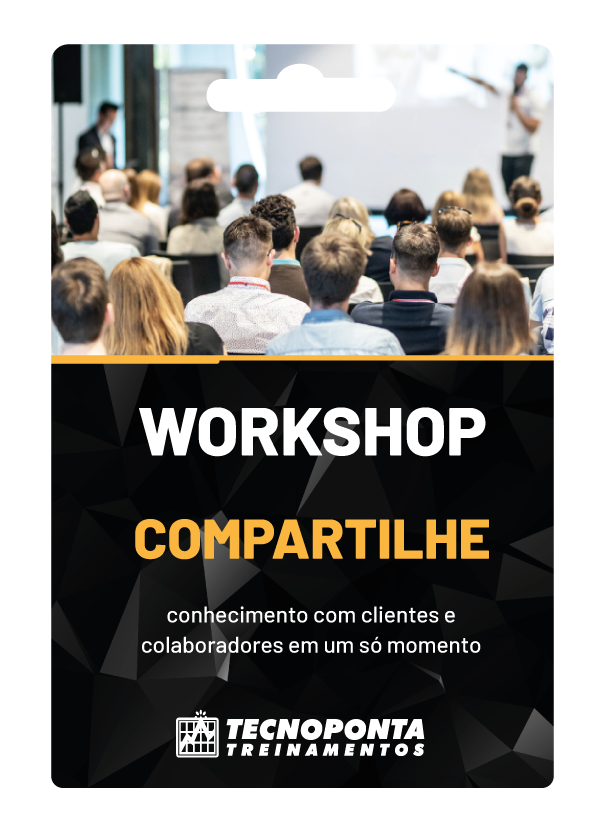 WORKSHOP
COMPARTILHE
conhecimento com clientes e
colaboradores em um só momento
TECNOPONTA
TREINAMENTOS